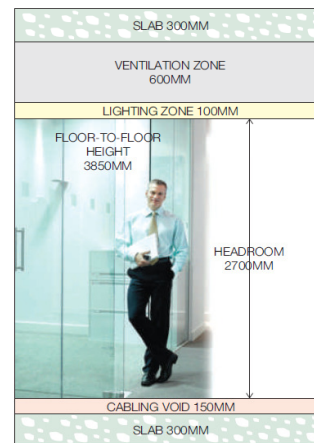 SLAB 300MM
VENTILATION ZONE
600MM
LIGHTING ZONE 100MM
FLOOR-TO-FLOOR
HEIGHT
3850MM
HEADROOM
2700MM
CABLING VOID 150MM
SLAB 300MM